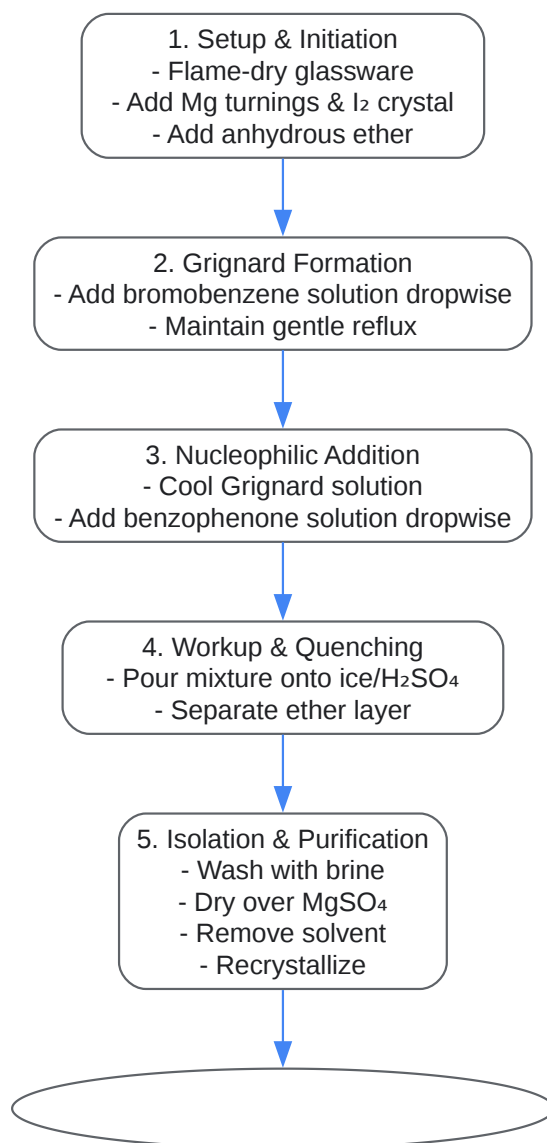 1. Setup & Initiation
- Flame-dry glassware
- Add Mg turnings & I₂ crystal
- Add anhydrous ether
2. Grignard Formation
- Add bromobenzene solution dropwise
- Maintain gentle reflux
3. Nucleophilic Addition
- Cool Grignard solution
- Add benzophenone solution dropwise
4. Workup & Quenching
- Pour mixture onto ice/H₂SO₄
- Separate ether layer
5. Isolation & Purification
- Wash with brine
- Dry over MgSO₄
- Remove solvent
- Recrystallize